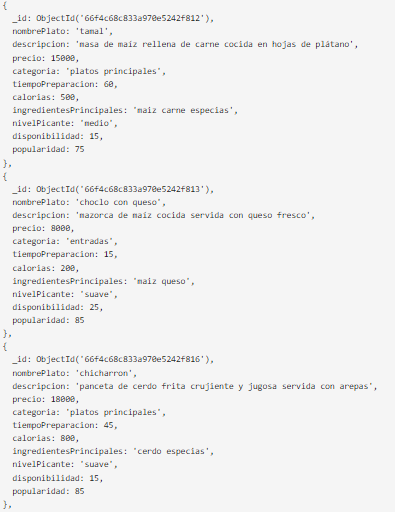 {
_id: ObjectId('66f4c68c833a970e5242f812'),
nombrePlato: 'tamal',
descripcion: 'masa de maíz rellena de carne cocida en hojas de plátano',
precio: 15000,
categoria: 'platos principales',
tiempoPreparacion: 60,
calorias: 500,
ingredientesPrincipales: 'maiz carne especias',
nivelPicante: 'medio',
disponibilidad: 15,
popularidad: 75
},
{
_id: ObjectId('66f4c68c833a970e5242f813'),
nombrePlato: 'choclo con queso',
descripcion: 'mazorca de maíz cocida servida con queso fresco',
precio: 8000,
categoria: 'entradas',
tiempoPreparacion: 15,
calorias: 200,
ingredientesPrincipales: 'maiz queso',
nivelPicante: 'suave',
disponibilidad: 25,
popularidad: 85
},
{
_id: ObjectId('66f4c68c833a970e5242f816'),
nombrePlato: 'chicharron',
descripcion: 'panceta de cerdo frita crujiente y jugosa servida con arepas',
precio: 18000,
categoria: 'platos principales',
tiempoPreparacion: 45,
calorias: 800,
ingredientesPrincipales: 'cerdo especias',
nivelPicante: 'suave',
disponibilidad: 15,
popularidad: 85
},